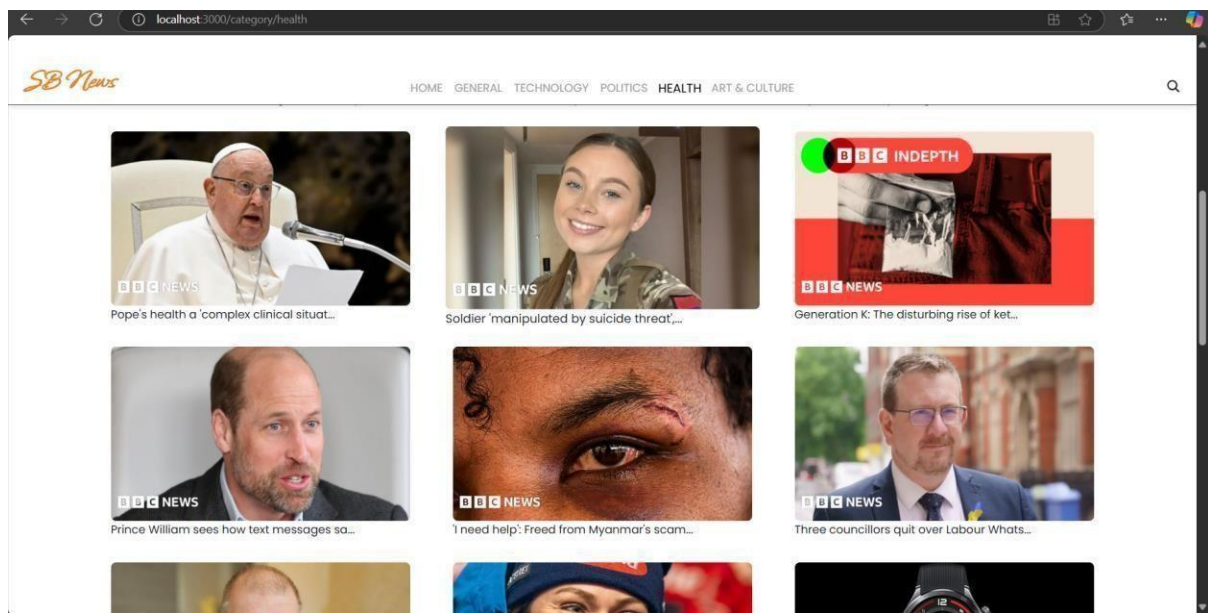 localhost:3000/category/health
SB News
HOME GENERAL TECHNOLOGY POLITICS HEALTH ART & CULTURE
BBC INDEPTH
BBC NEWS
BBC NEWS
BBC NEWS
Pope's health a 'complex clinical situat...
Soldier 'manipulated by suicide threat',...
Generation K: The disturbing rise of ket...
BBC NEWS
BBC NEWS
BBC NEWS
Prince William sees how text messages sa...
'I need help': Freed from Myanmar's scam...
Three councillors quit over Labour Whats...
12